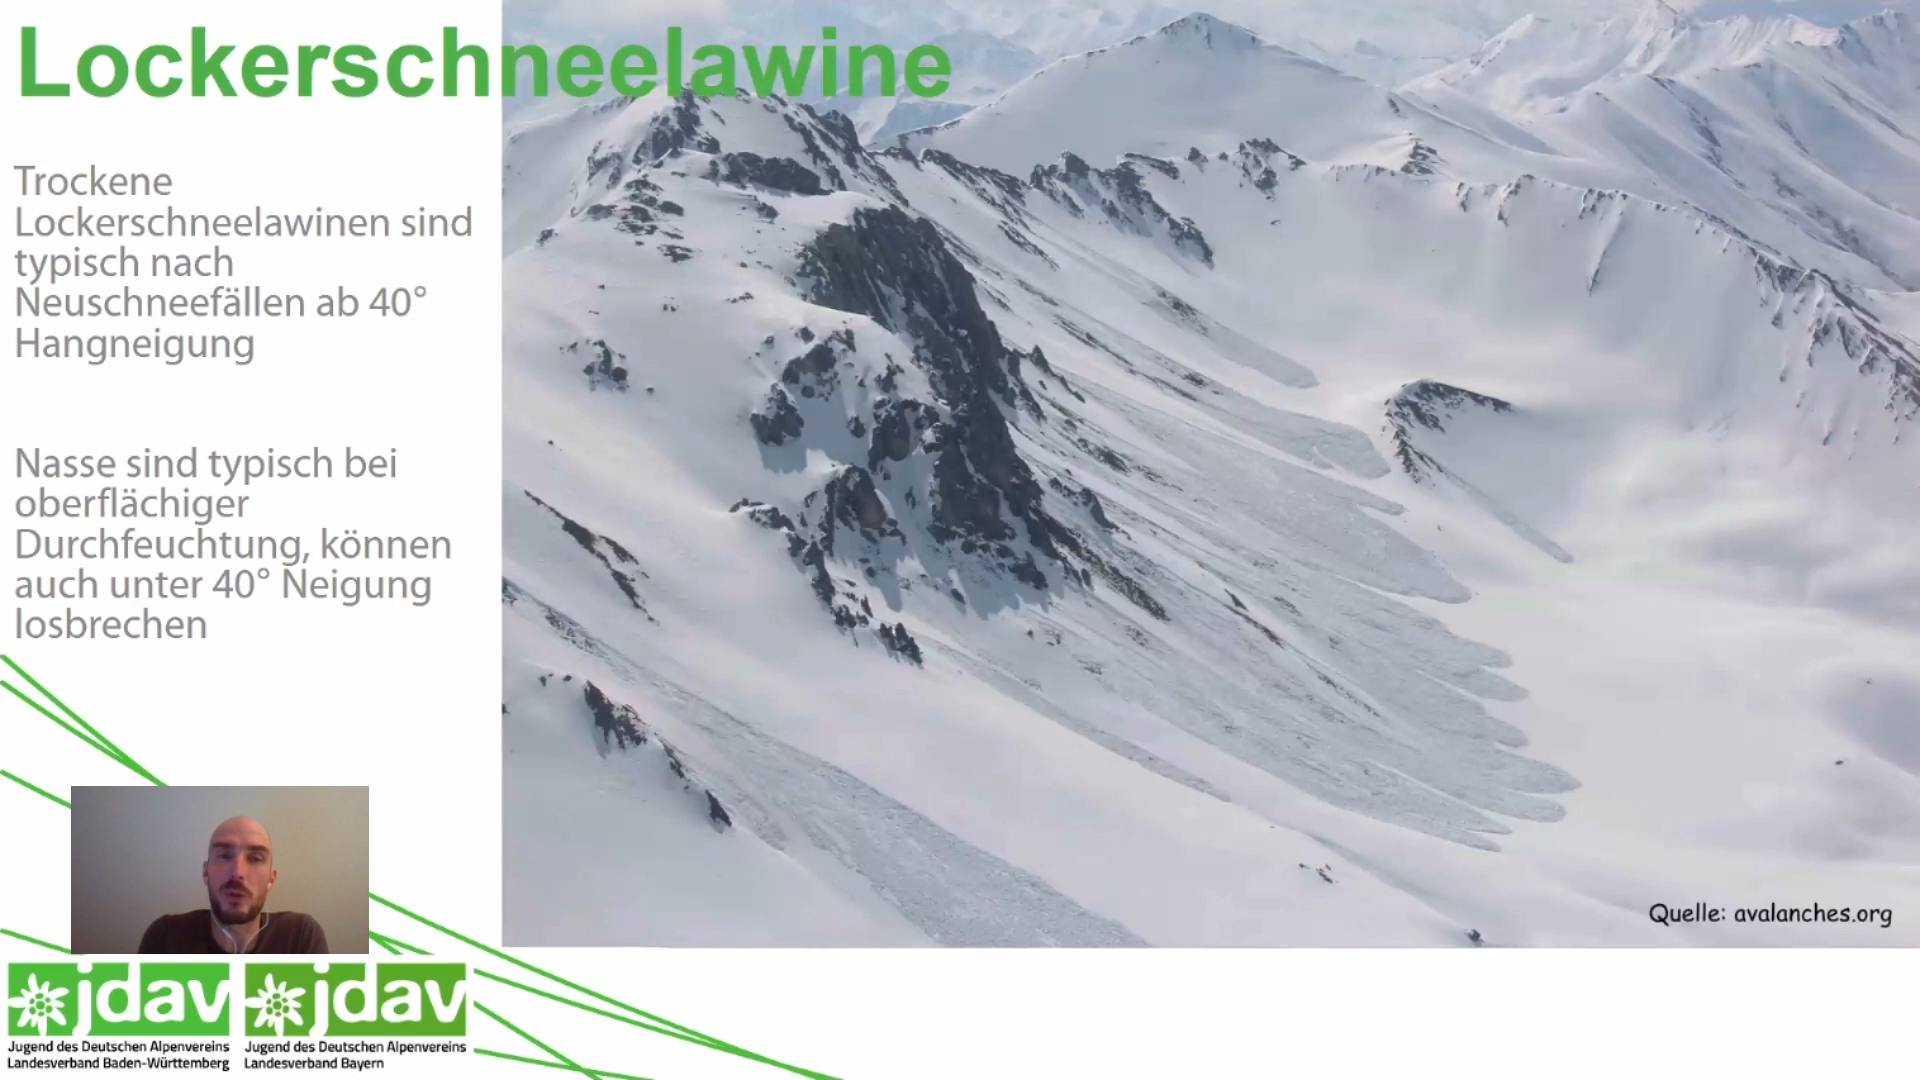 Lockerschneelawine
Trockene
Lockerschneelawinen sind
typisch nach
Neuschneefällen ab 40°
Hangneigung
Nasse sind typisch bei
oberflächiger
Durchfeuchtung, können
auch unter 40° Neigung
losbrechen
Quelle: avalanches.org
jdav
Jugend des Deutschen Alpenvereins
Landesverband Baden-Württemberg
jdav
Jugend des Deutschen Alpenvereins
Landesverband Bayern